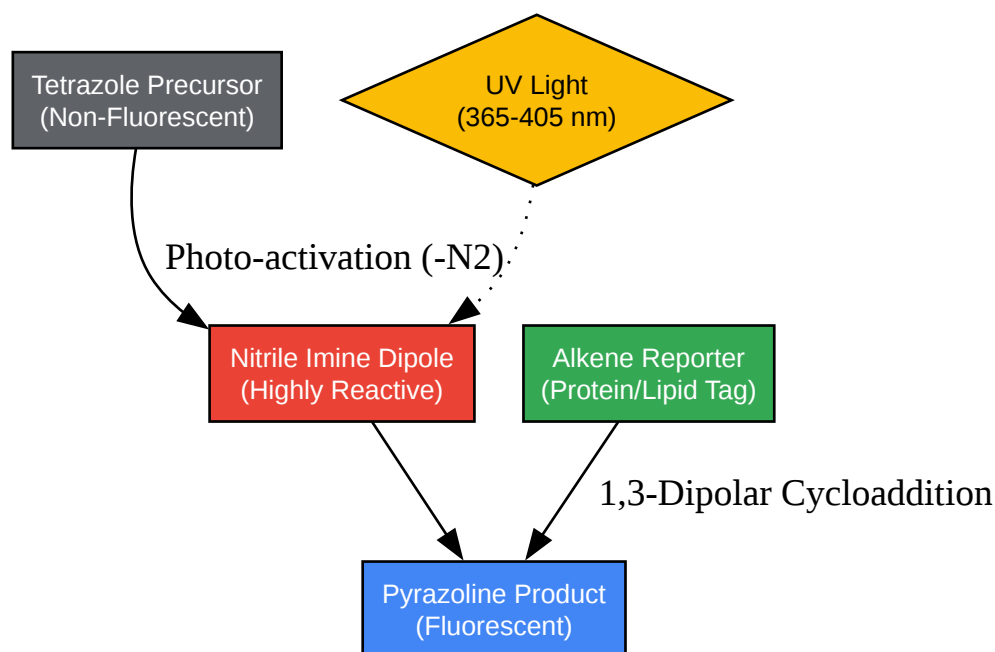 Tetrazole Precursor
(Non-Fluorescent)
UV Light
(365-405 nm)
Photo-activation (-N2)
Nitrile Imine Dipole
(Highly Reactive)
Alkene Reporter
(Protein/Lipid Tag)
1,3-Dipolar Cycloaddition
Pyrazoline Product
(Fluorescent)